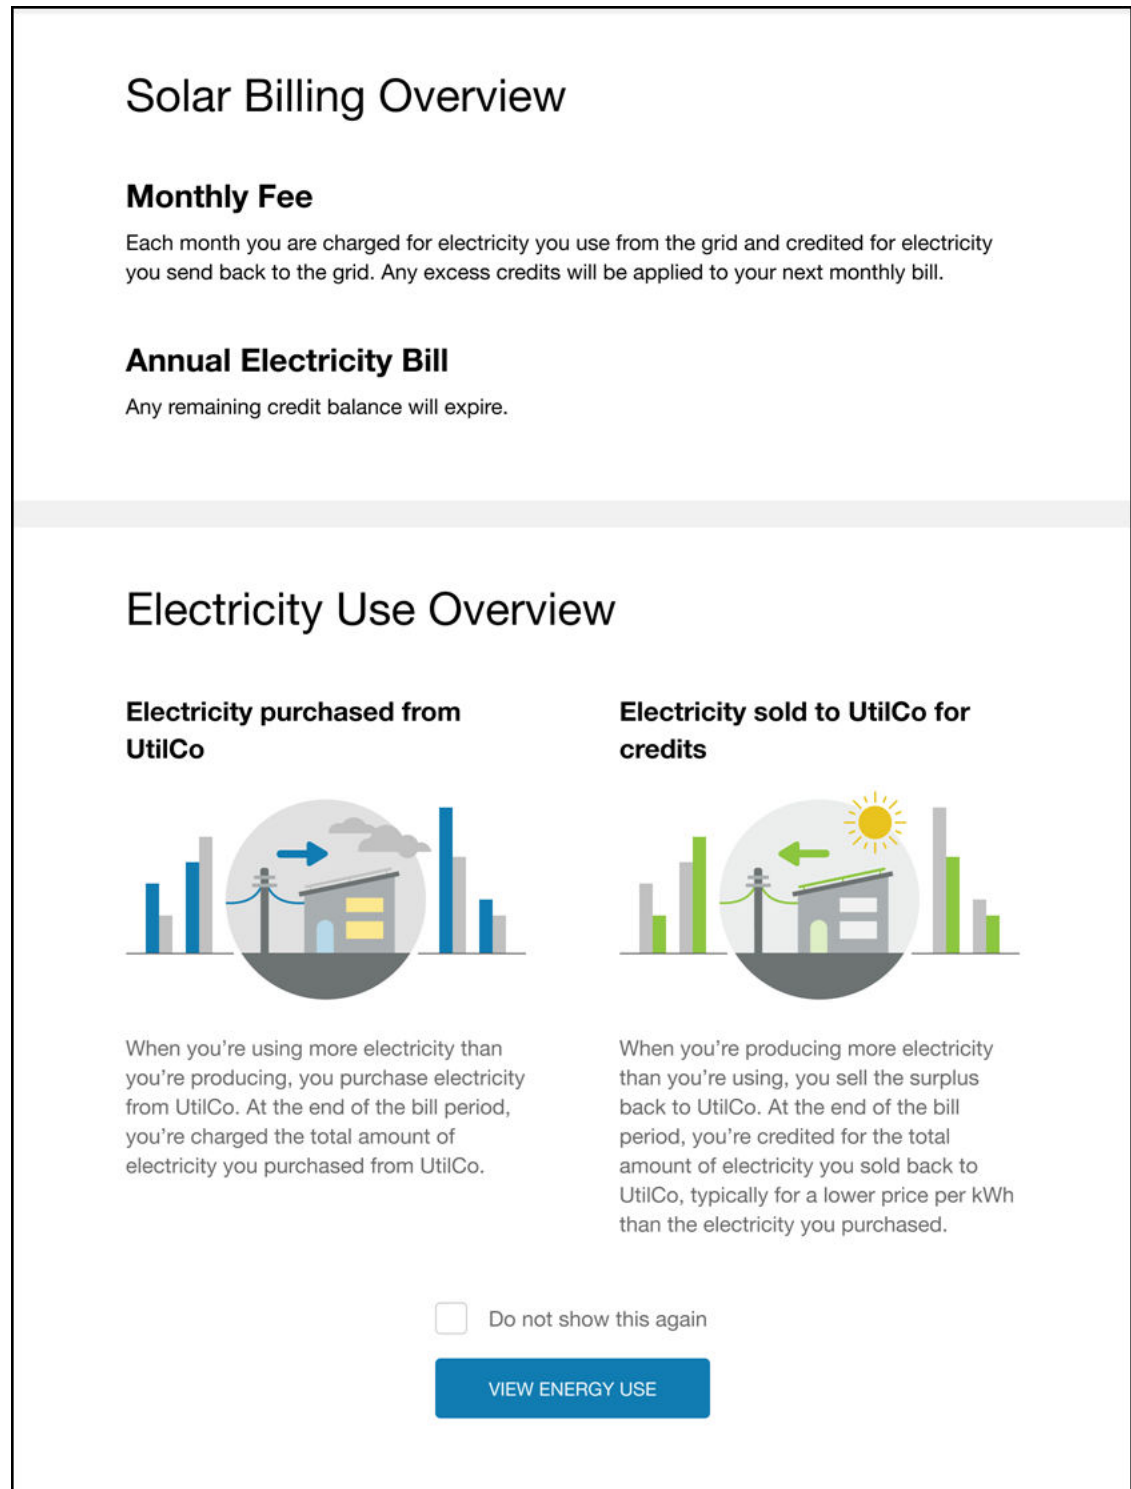 Solar Billing Overview
Monthly Fee
Each month you are charged for electricity you use from the grid and credited for electricity
you send back to the grid. Any excess credits will be applied to your next monthly bill.
Annual Electricity Bill
Any remaining credit balance will expire.
Electricity Use Overview
Electricity purchased from
UtilCo
When you’re using more electricity than
you’re producing, you purchase electricity
from UtilCo. At the end of the bill period,
you’re charged the total amount of
electricity you purchased from UtilCo.
Electricity sold to UtilCo for
credits
When you’re producing more electricity
than you’re using, you sell the surplus
back to UtilCo. At the end of the bill
period, you’re credited for the total
amount of electricity you sold back to
UtilCo, typically for a lower price per kWh
than the electricity you purchased.
Do not show this again
VIEW ENERGY USE